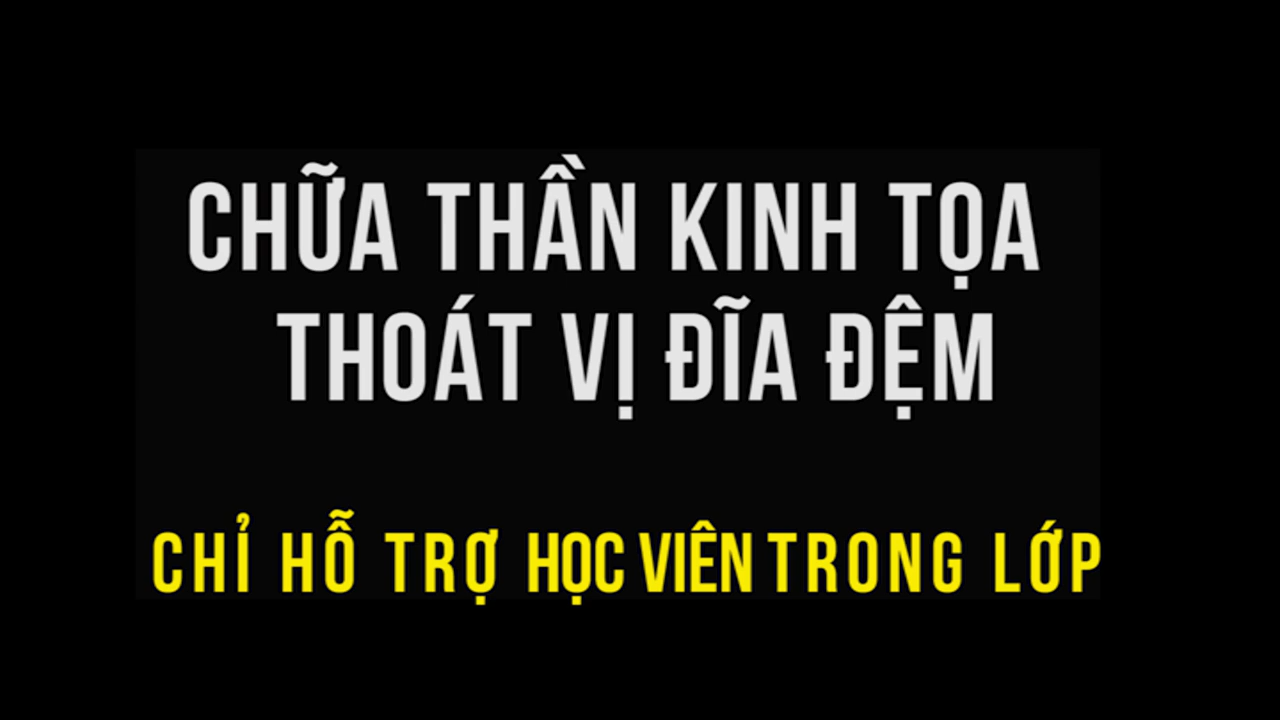 CHỮA THẦN KINH TỌA
THOÁT VỊ ĐĨA ĐỆM
CHỈ HỖ TRỢ HỌC VIÊN TRONG LỚP